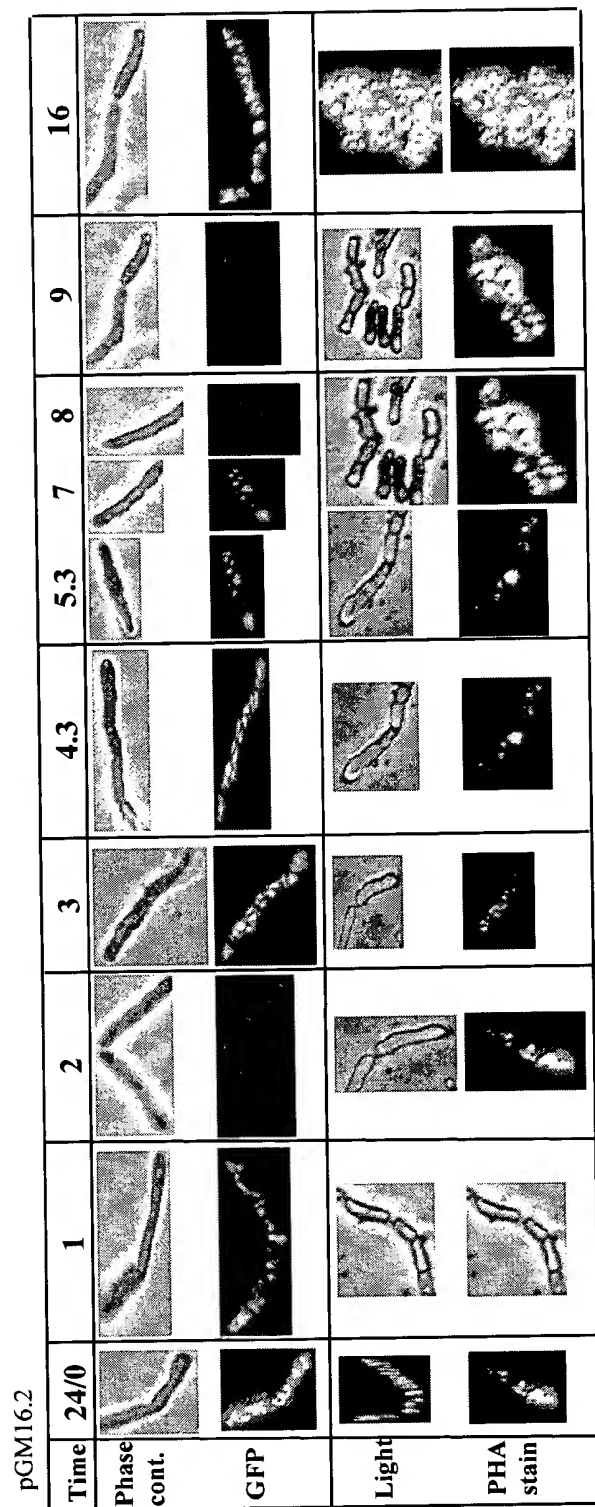 pGM16.2
Time 24/0 1 2 3 4.3 5.3 7 8 9 16
Phase cont.
GFP
Light
PHA stain